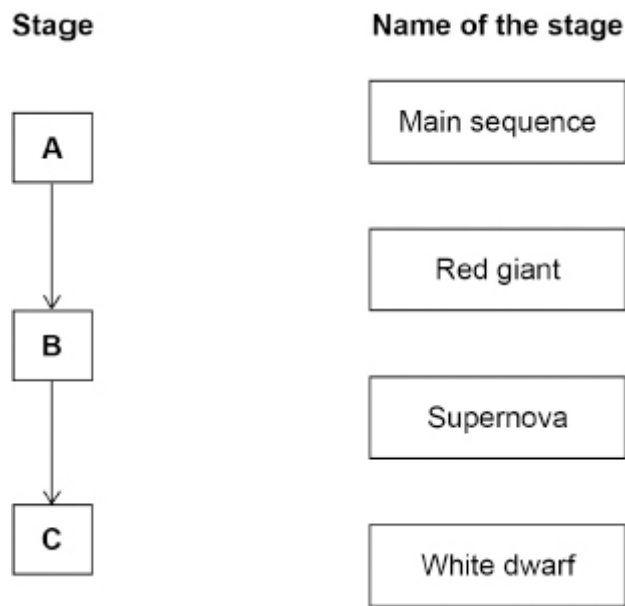 Stage
Name of the stage
A
Main sequence
Red giant
B
Supernova
C
White dwarf